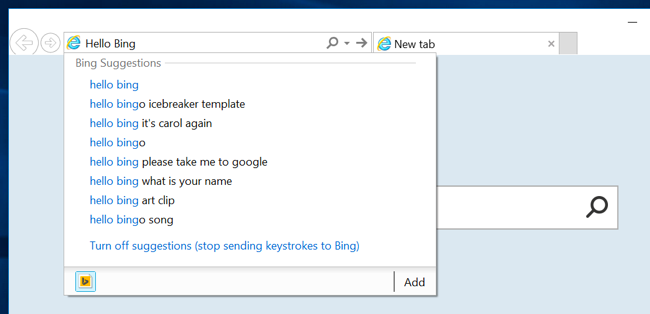 Hello Bing
New tab
Bing Suggestions
hello bing
hello bingo icebreaker template
hello bing it's carol again
hello bingo
hello bing please take me to google
hello bing what is your name
hello bing art clip
hello bingo song
Turn off suggestions (stop sending keystrokes to Bing)
Add